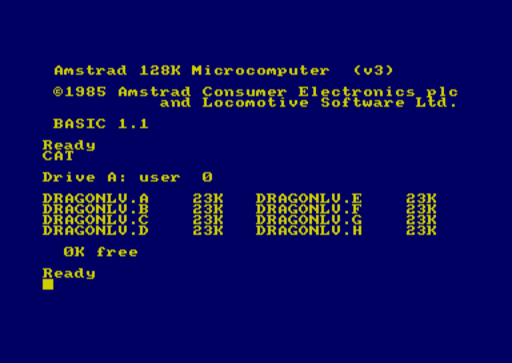 Amstrad 128K Microcomputer (v3)
©1985 Amstrad Consumer Electronics plc
and Locomotive Software Ltd.
BASIC 1.1
Ready
CAT
Drive A: user 0
DRAGONLV.A 23K DRAGONLV.E 23K
DRAGONLV.B 23K DRAGONLV.F 23K
DRAGONLV.C 23K DRAGONLV.G 23K
DRAGONLV.D 23K DRAGONLV.H 23K
0K free
Ready